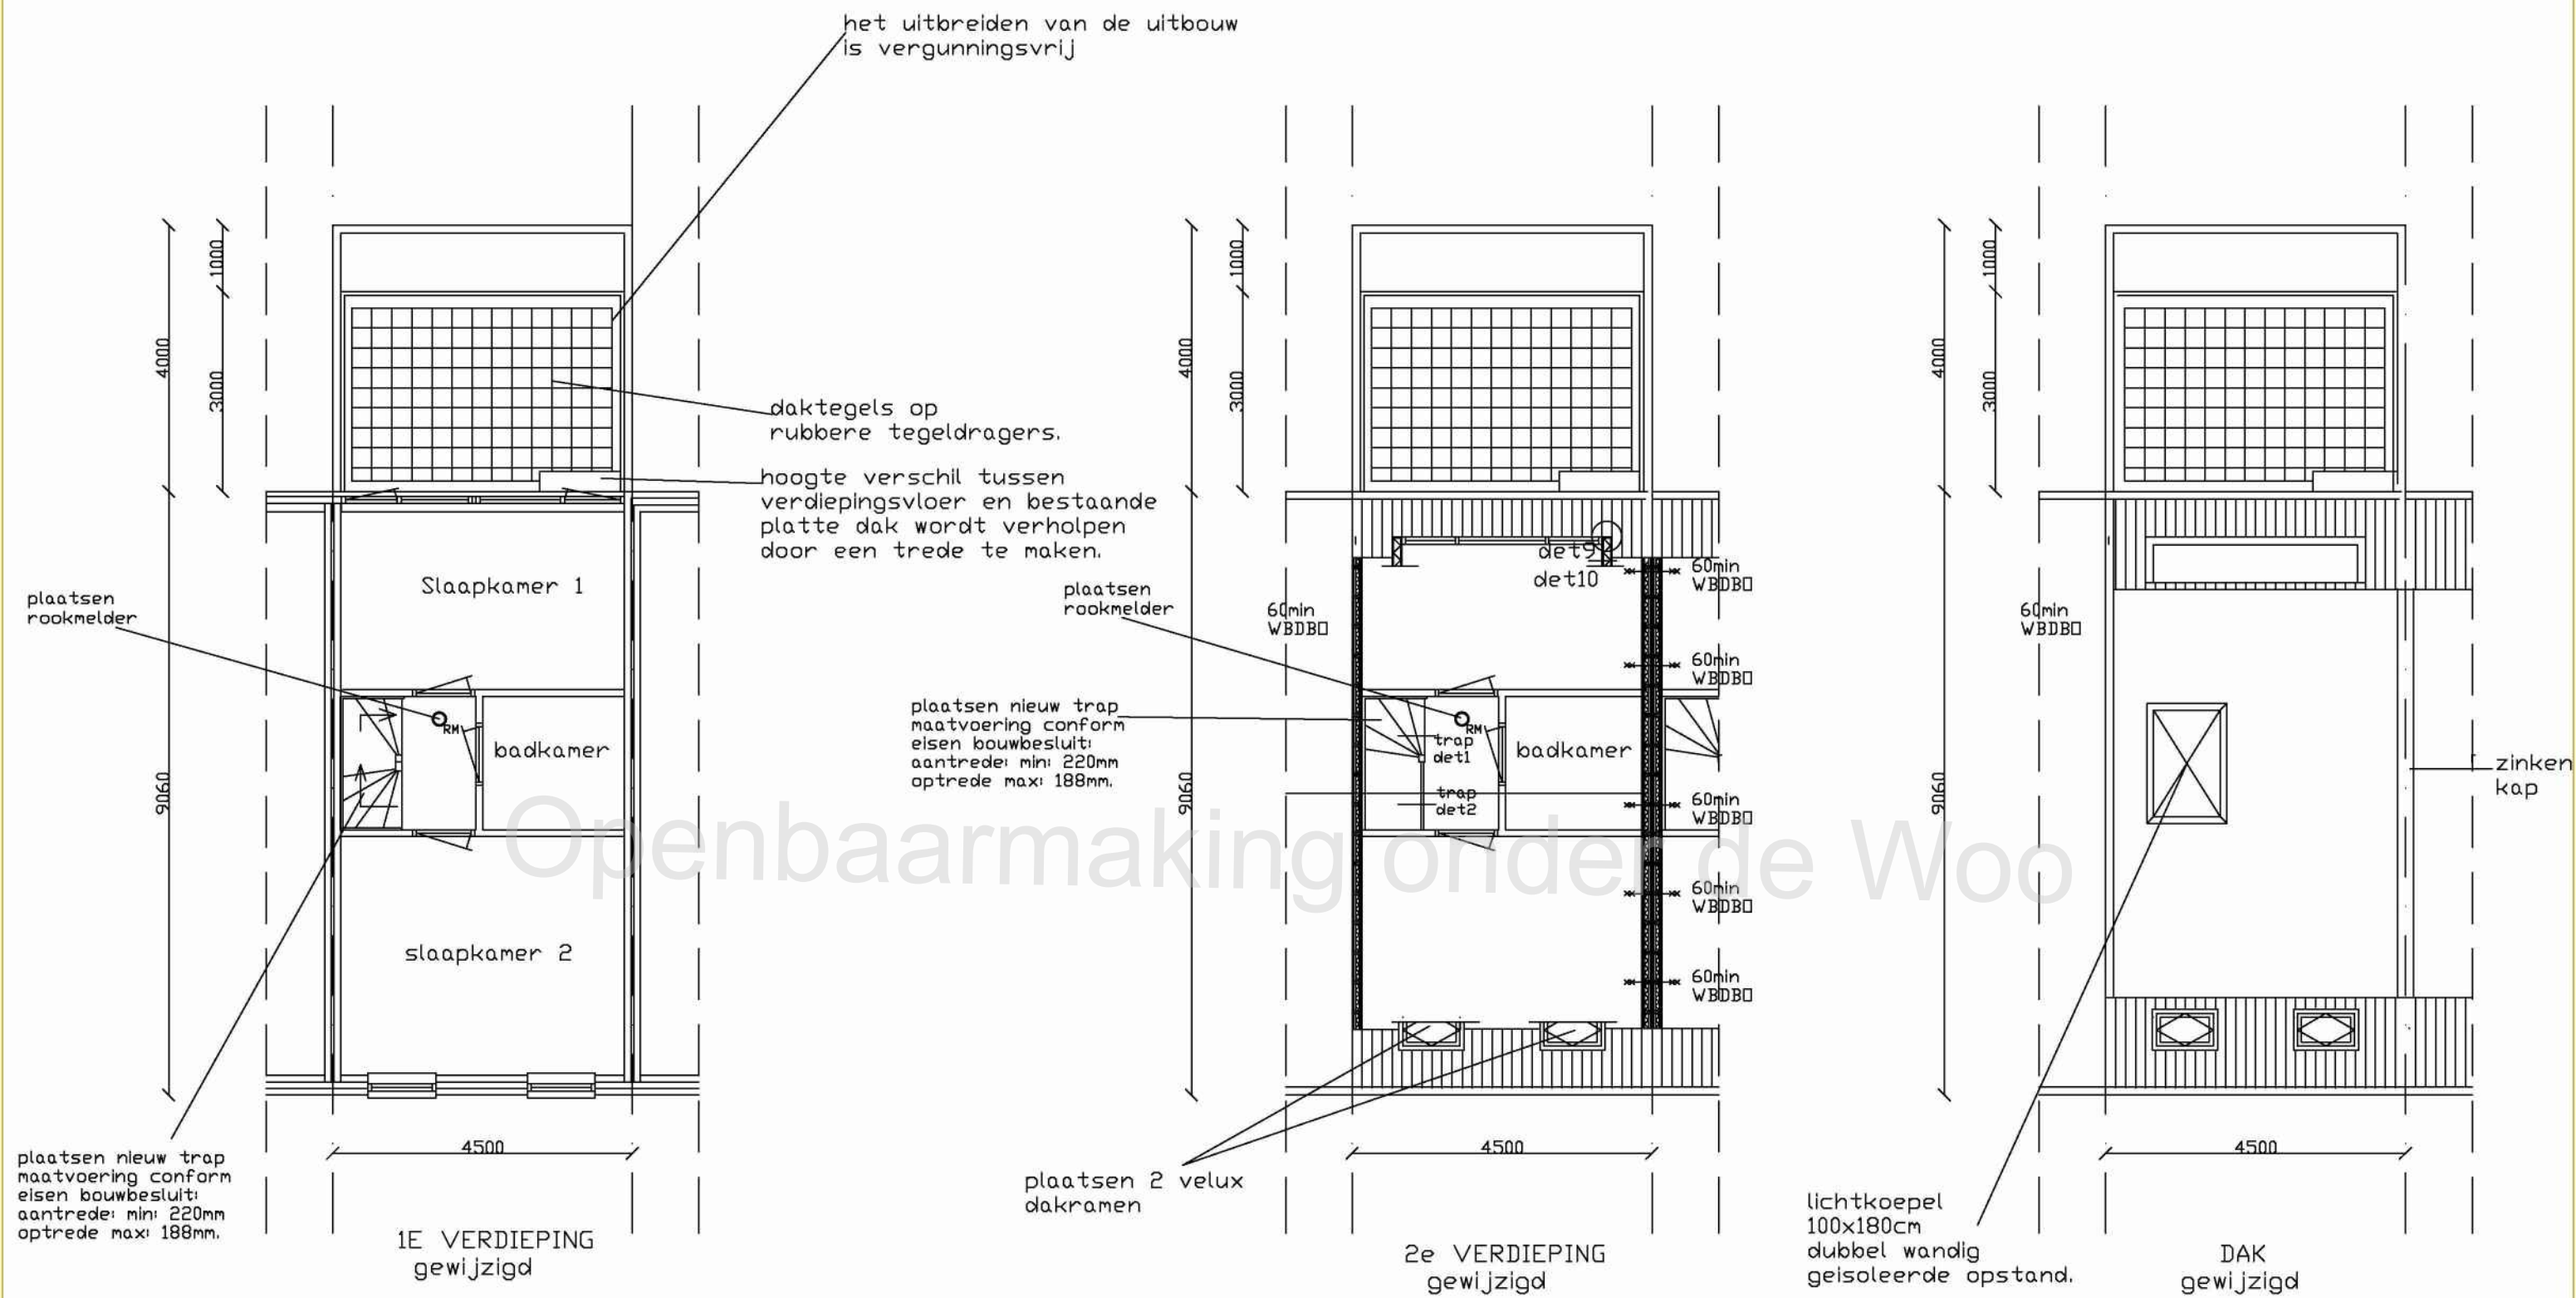 het uitbreiden van de uitbouw
is vergunningsvrij
1000
4000
3000
daktegels op
rubbere tegeldragers.
hoogte verschil tussen
verdiepingsvloer en bestaande
platte dak wordt verholpen
door een trede te maken.
Slaapkamer 1
plaatsen
rookmelder
RM
badkamer
9060
slaapkamer 2
4500
plaatsen nieuw trap
maatvoering conform
eisen bouwbesluit:
aantrede: min: 220mm
optrede max: 188mm.
1E VERDIEPING
gewijzigd
1000
4000
3000
det9
det10
60min
WBDBO
plaatsen
rookmelder
60min
WBDBO
60min
WBDBO
plaatsen nieuw trap
maatvoering conform
eisen bouwbesluit:
aantrede: min: 220mm
optrede max: 188mm.
RM
trap
det1
badkamer
trap
det2
9060
60min
WBDBO
60min
WBDBO
60min
WBDBO
4500
plaatsen 2 velux
dakramen
2e VERDIEPING
gewijzigd
1000
4000
3000
60min
WBDBO
zinken
kap
9060
4500
lichtkoepel
100x180cm
dubbel wandig
geisoleerde opstand.
DAK
gewijzigd
Openbaarmaking onder de Woo